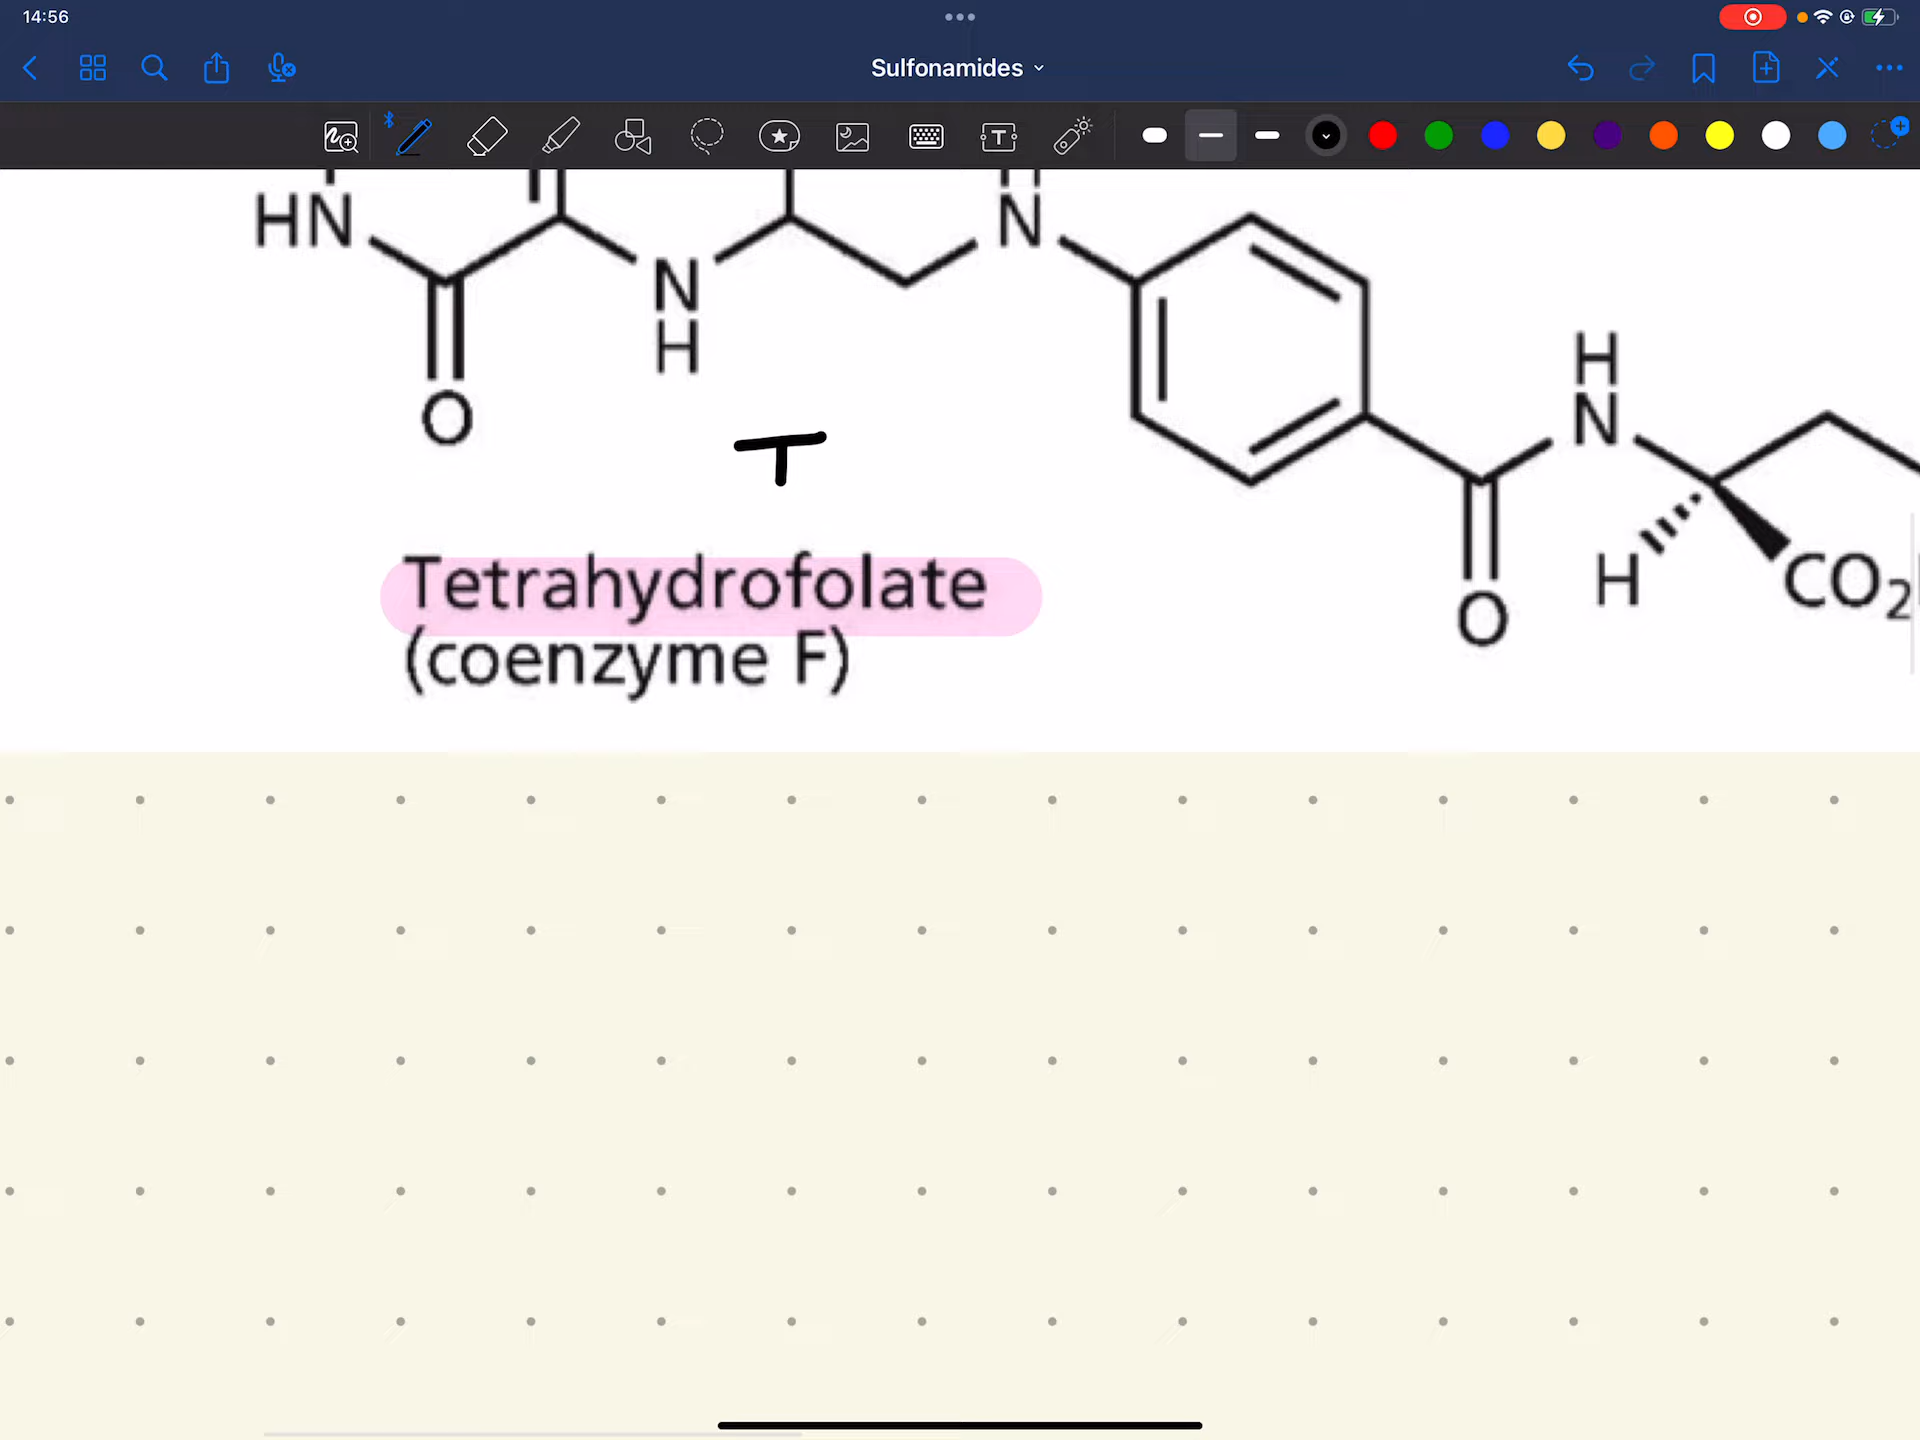 14:56
Sulfonamides
T
HN
N
N
H
O
H
N
T
Tetrahydrofolate
(coenzyme F)
O
H
CO₂